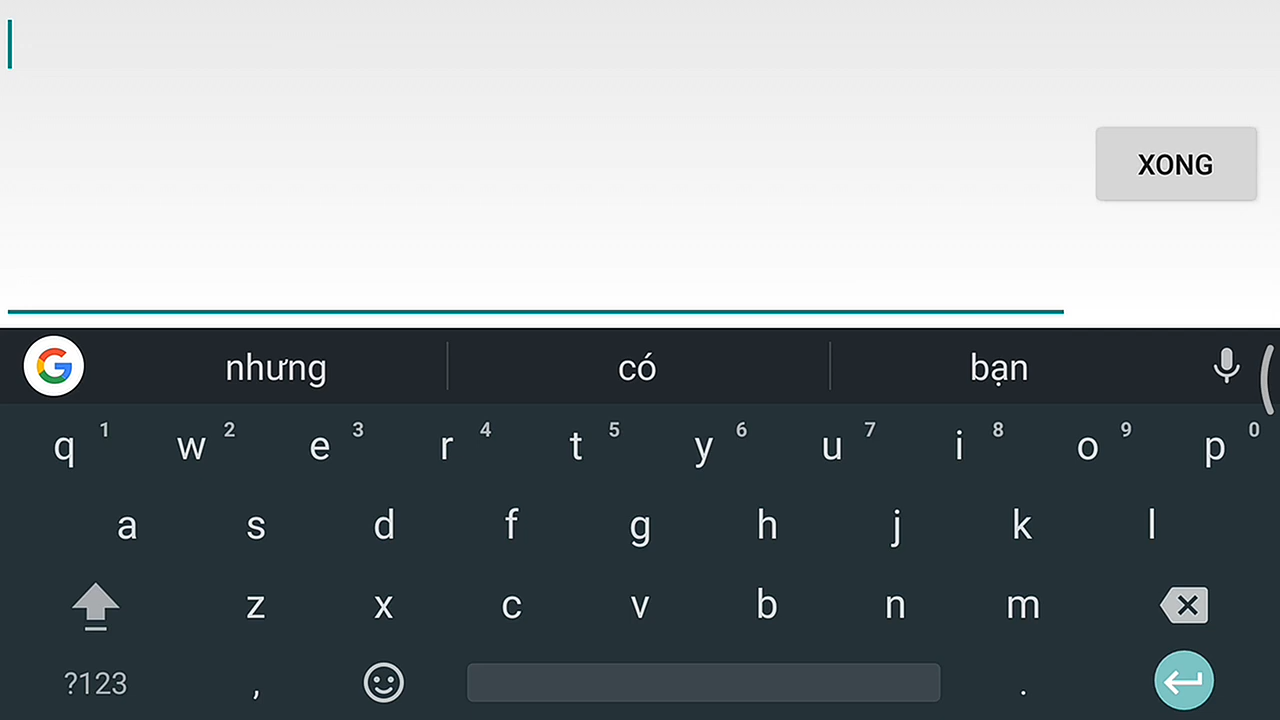 XONG
nhưng có bạn
q 1 w 2 e 3 r 4 t 5 y 6 u 7 i 8 o 9 p 0
a s d f g h j k l
z x c v b n m
?123 , .